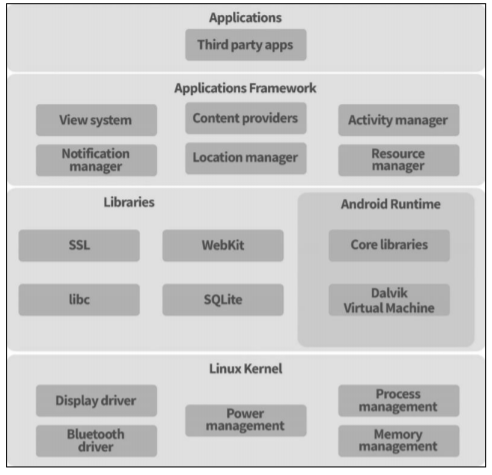 Applications
Third party apps
Applications Framework
View system
Content providers
Activity manager
Notification
manager
Location manager
Resource
manager
Libraries
SSL
WebKit
libc
SQLite
Android Runtime
Core libraries
Dalvik
Virtual Machine
Linux Kernel
Display driver
Power
management
Process
management
Bluetooth
driver
Memory
management